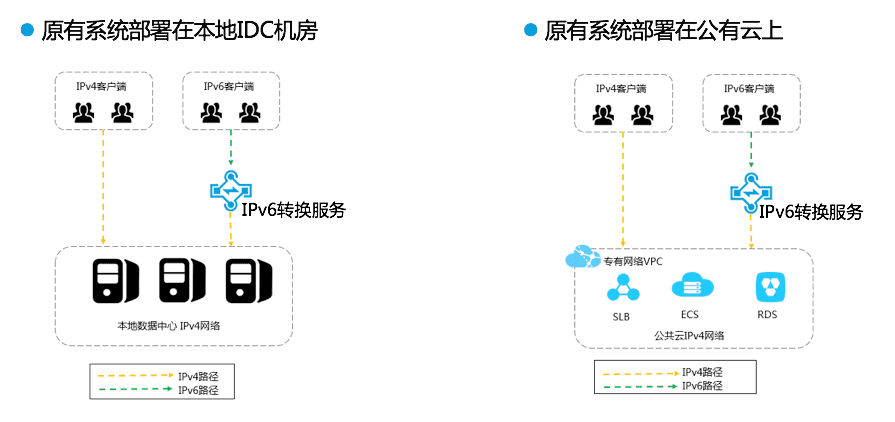 原有系统部署在本地IDC机房
IPv4客户端
IPv6客户端
IPv6转换服务
本地数据中心 IPv4网络
IPv4路径
IPv6路径
原有系统部署在公有云上
IPv4客户端
IPv6客户端
IPv6转换服务
专有网络VPC
SLB
ECS
RDS
公共云IPv4网络
IPv4路径
IPv6路径